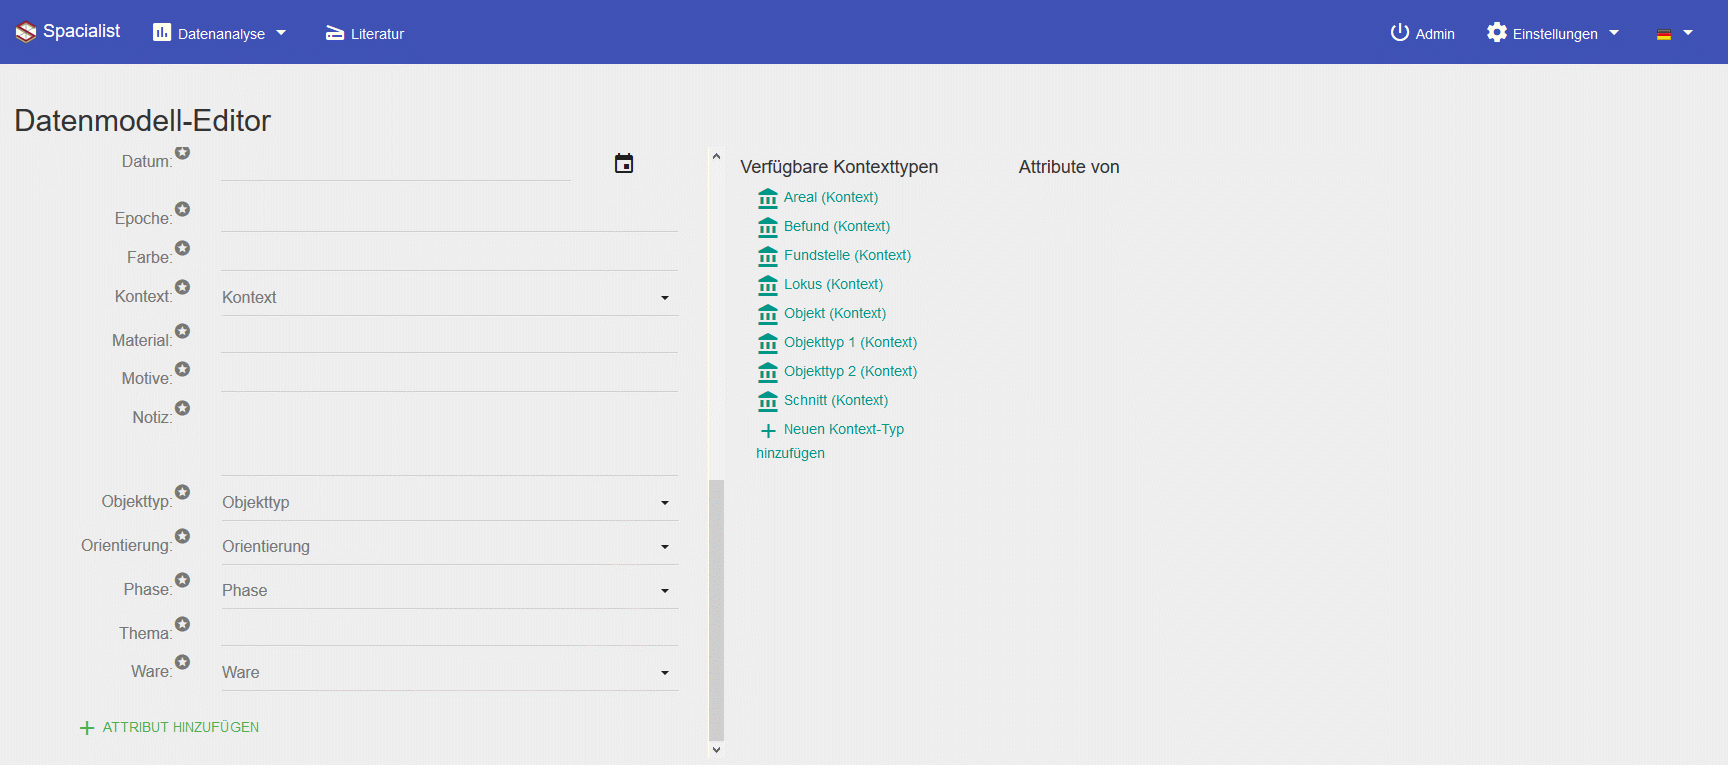 Spacialist Datenanalyse Literatur Admin Einstellungen
Datenmodell-Editor
Datum:
Epoche:
Farbe:
Kontext: Kontext
Material:
Motive:
Notiz:
Objekttyp: Objekttyp
Orientierung: Orientierung
Phase: Phase
Thema:
Ware: Ware
ATTRIBUT HINZUFÜGEN
Verfügbare Kontexttypen
Areal (Kontext)
Befund (Kontext)
Fundstelle (Kontext)
Lokus (Kontext)
Objekt (Kontext)
Objekttyp 1 (Kontext)
Objekttyp 2 (Kontext)
Schnitt (Kontext)
Neuen Kontext-Typ
hinzufügen
Attribute von